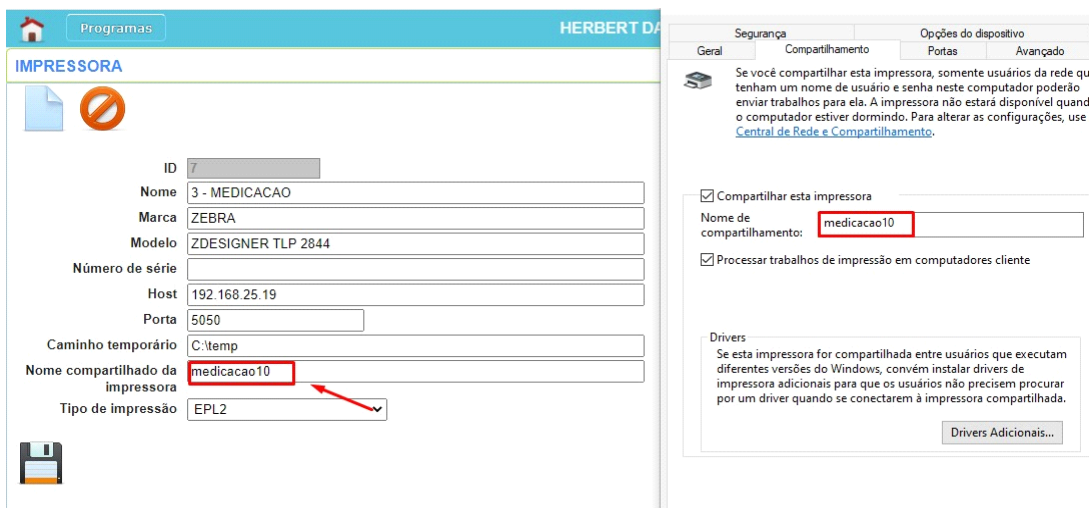 Programas
HERBERT DA
IMPRESSORA
ID 7
Nome 3 - MEDICACAO
Marca ZEBRA
Modelo ZDESIGNER TLP 2844
Número de série
Host 192.168.25.19
Porta 5050
Caminho temporário C:\temp
Nome compartilhado da
impressora medicacao10
Tipo de impressão EPL2
Segurança Opções do dispositivo
Geral Compartilhamento Portas Avançado
Se você compartilhar esta impressora, somente usuários da rede qu
tenham um nome de usuário e senha neste computador poderão
enviar trabalhos para ela. A impressora não estará disponível quand
o computador estiver dormindo. Para alterar as configurações, use
Central de Rede e Compartilhamento.
Compartilhar esta impressora
Nome de
compartilhamento: medicacao10
Processar trabalhos de impressão em computadores cliente
Drivers
Se esta impressora for compartilhada entre usuários que executam
diferentes versões do Windows, convém instalar drivers de
impressora adicionais para que os usuários não precisem procurar
por um driver quando se conectarem à impressora compartilhada.
Drivers Adicionais...